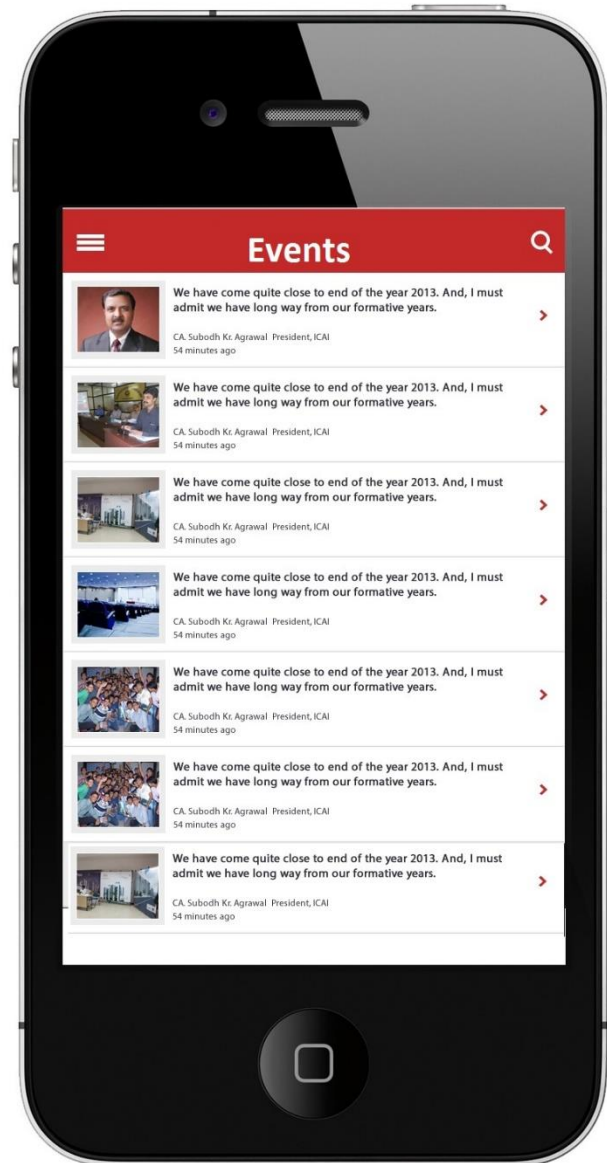 Events
We have come quite close to end of the year 2013. And, I must
admit we have long way from our formative years.
CA. Subodh Kr. Agrawal President, ICAI
54 minutes ago
We have come quite close to end of the year 2013. And, I must
admit we have long way from our formative years.
CA. Subodh Kr. Agrawal President, ICAI
54 minutes ago
We have come quite close to end of the year 2013. And, I must
admit we have long way from our formative years.
CA. Subodh Kr. Agrawal President, ICAI
54 minutes ago
We have come quite close to end of the year 2013. And, I must
admit we have long way from our formative years.
CA. Subodh Kr. Agrawal President, ICAI
54 minutes ago
We have come quite close to end of the year 2013. And, I must
admit we have long way from our formative years.
CA. Subodh Kr. Agrawal President, ICAI
54 minutes ago
We have come quite close to end of the year 2013. And, I must
admit we have long way from our formative years.
CA. Subodh Kr. Agrawal President, ICAI
54 minutes ago
We have come quite close to end of the year 2013. And, I must
admit we have long way from our formative years.
CA. Subodh Kr. Agrawal President, ICAI
54 minutes ago